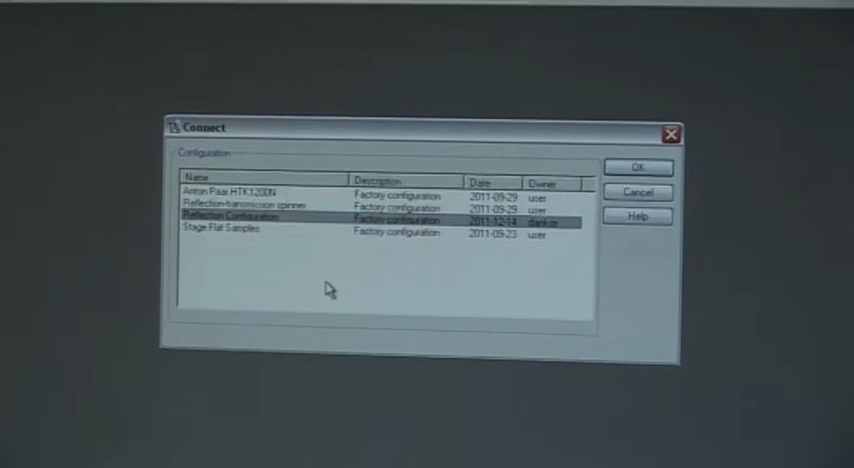 Connect
Configuration
Name Description Date Owner
Anton Paar HTK1200N Factory configuration 2011-09-29 user
Reflection-transmission spinner Factory configuration 2011-09-29 user
Reflection Configuration Factory configuration 2011-12-14
Stage Flat Samples Factory configuration 2011-09-23 user
OK
Cancel
Help